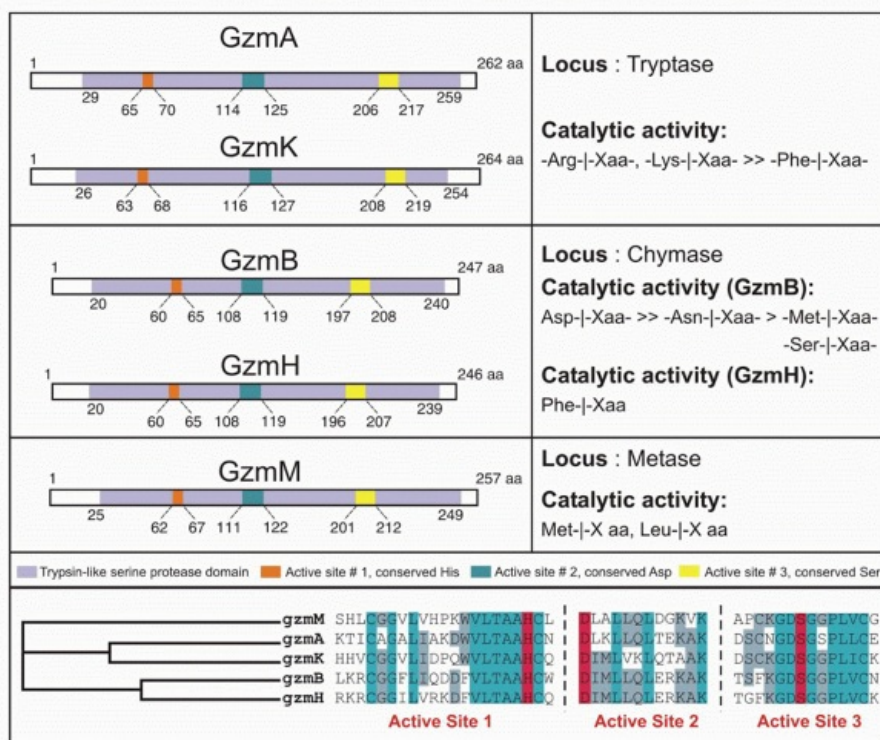 GzmA
1 262 aa
29 65 70 114 125 206 217 259
GzmK
1 264 aa
26 63 68 116 127 208 219 254
Locus : Tryptase
Catalytic activity:
-Arg-|-Xaa-, -Lys-|-Xaa- >> -Phe-|-Xaa-
GzmB
1 247 aa
20 60 65 108 119 197 208 240
GzmH
1 246 aa
20 60 65 108 119 196 207 239
Locus : Chymase
Catalytic activity (GzmB):
Asp-|-Xaa- >> -Asn-|-Xaa- > -Met-|-Xaa-
-Ser-|-Xaa-
Catalytic activity (GzmH):
Phe-|-Xaa
GzmM
1 257 aa
25 62 67 111 122 201 212 249
Locus : Metase
Catalytic activity:
Met-|-X aa, Leu-|-X aa
Trypsin-like serine protease domain Active site # 1, conserved His Active site # 2, conserved Asp Active site # 3, conserved Ser
gzmM SHLCGGVLVHPKWVLTAAHCL DLALLQLDGKVK APCKGDSGGPLVCG
gzmA KTICAGALIAKDWVLTAAHCN DLKLLQLTEKAK DSCNGDSGSPLLCE
gzmK HHVCGGVLIDPQWVLTAAHCQ DIMLVKLQTAAK DSCKGDSGGPLICK
gzmB LKRCGGFLIQDDFVLTAAHCW DIMLLQLERKAK TSFKGDSGGPLVCN
gzmH RKRCGGILVRKDFVLTAAHCQ DIMLLQLERKAK TGFKGDSGGPLVCK
Active Site 1 Active Site 2 Active Site 3